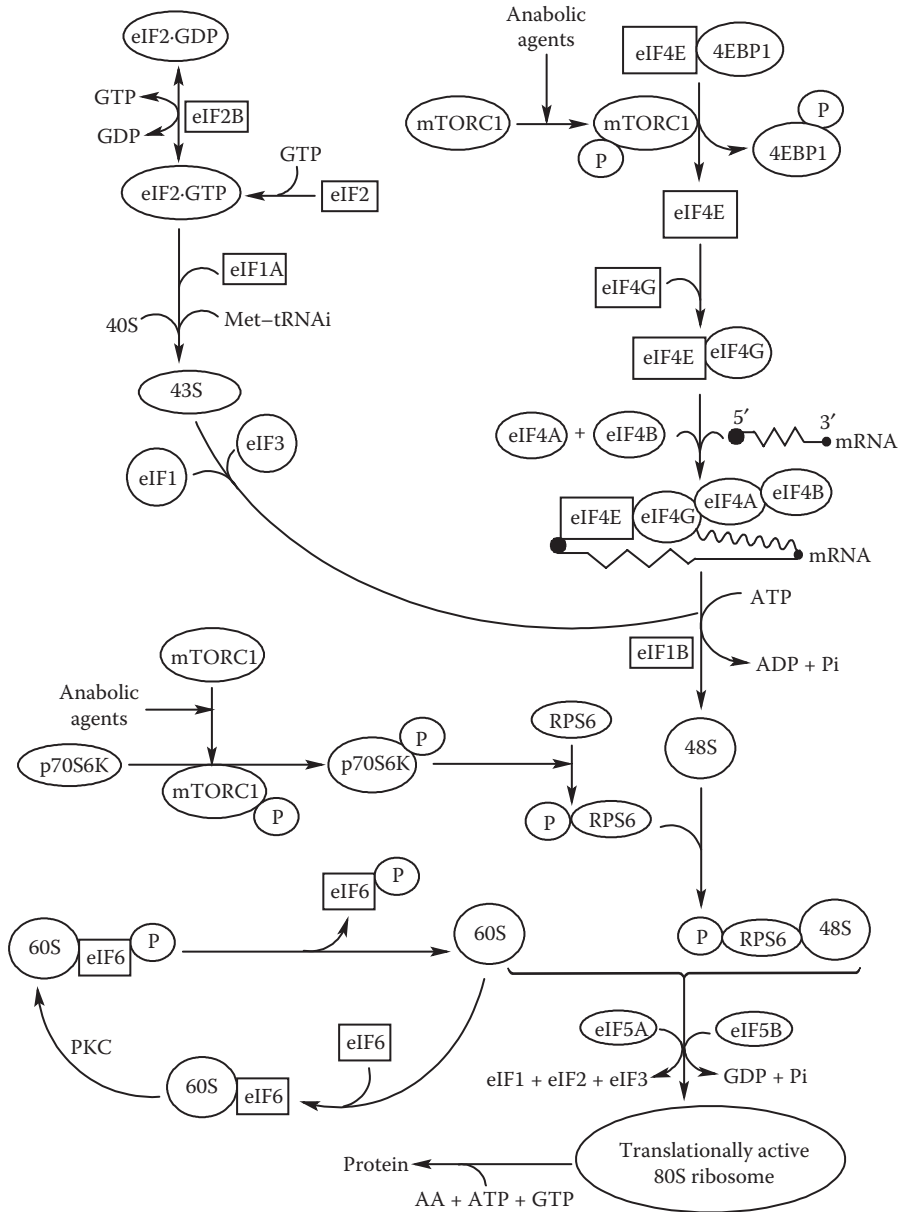 eIF2·GDP
GTP
GDP
eIF2B
eIF2·GTP
GTP
eIF2
eIF1A
40S
Met–tRNAi
43S
eIF1
eIF3
Anabolic
agents
mTORC1
mTORC1
P
eIF4E
4EBP1
P
4EBP1
eIF4E
eIF4G
eIF4E
eIF4G
eIF4A + eIF4B
5′
3′
mRNA
eIF4E
eIF4G
eIF4A
eIF4B
mRNA
ATP
eIF1B
ADP + Pi
48S
mTORC1
Anabolic
agents
p70S6K
mTORC1
P
p70S6K
P
RPS6
P
RPS6
P
RPS6
48S
60S
eIF6
P
eIF6
P
60S
PKC
60S
eIF6
eIF6
eIF5A
eIF5B
eIF1 + eIF2 + eIF3
GDP + Pi
Translationally active
80S ribosome
Protein
AA + ATP + GTP